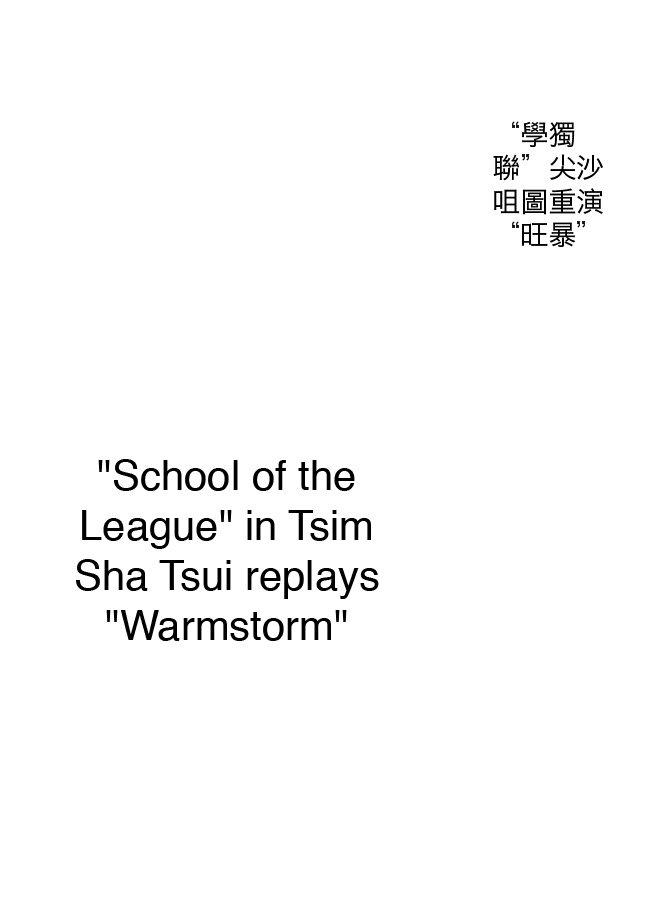 “學獨
聯”尖沙
咀圖重演
“旺暴”
"School of the
League" in Tsim
Sha Tsui replays
"Warmstorm"